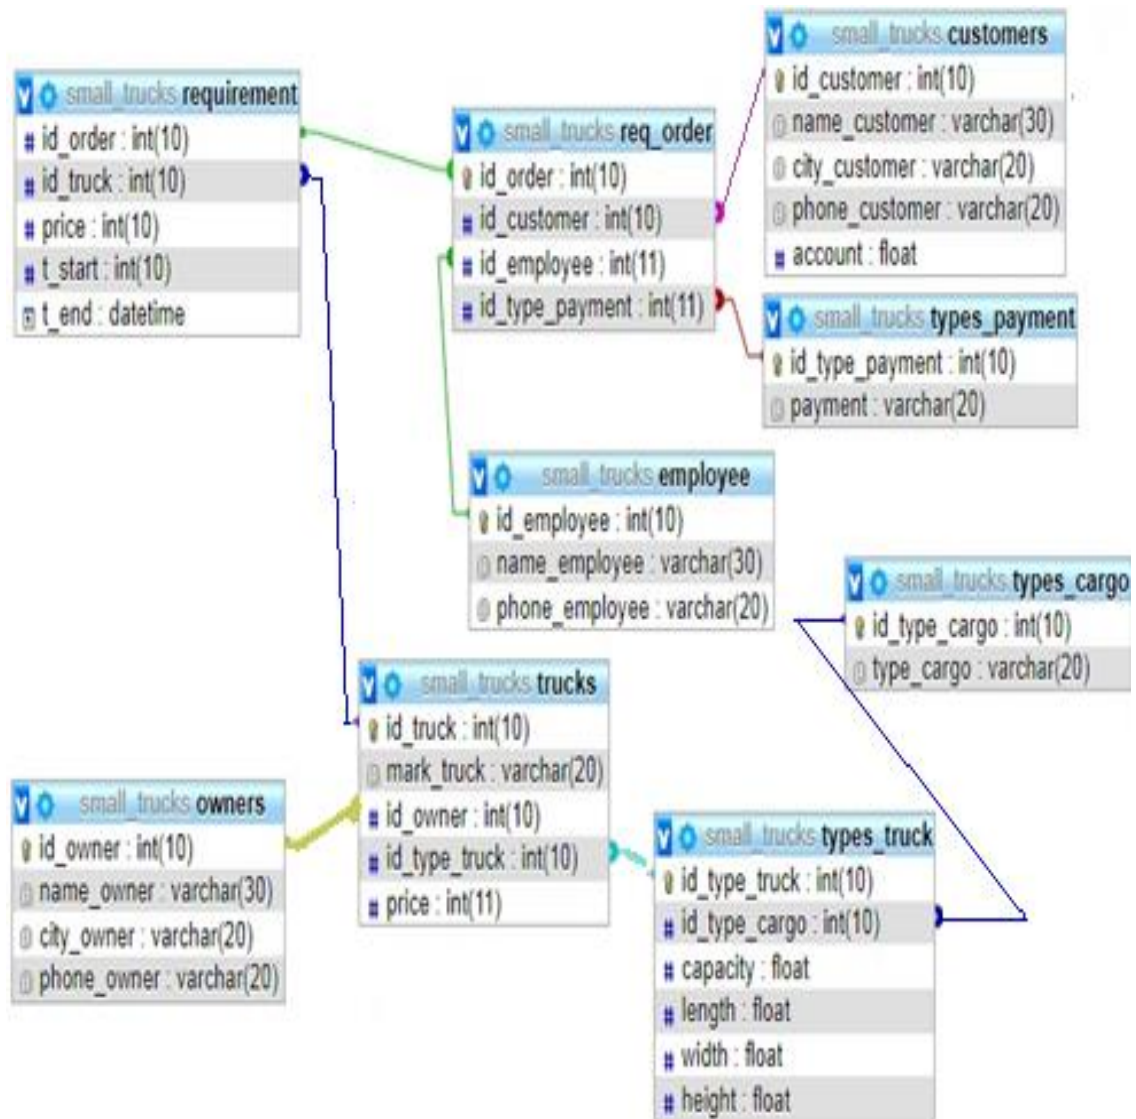 small_trucks customers
id_customer : int(10)
name_customer : varchar(30)
city_customer : varchar(20)
phone_customer : varchar(20)
account : float
small_trucks requirement
id_order : int(10)
id_truck : int(10)
price : int(10)
t_start : int(10)
t_end : datetime
small_trucks req_order
id_order : int(10)
id_customer : int(10)
id_employee : int(11)
id_type_payment : int(11)
small_trucks types_payment
id_type_payment : int(10)
payment : varchar(20)
small_trucks employee
id_employee : int(10)
name_employee : varchar(30)
phone_employee : varchar(20)
small_trucks types_cargo
id_type_cargo : int(10)
type_cargo : varchar(20)
small_trucks trucks
id_truck : int(10)
mark_truck : varchar(20)
id_owner : int(10)
id_type_truck : int(10)
price : int(11)
small_trucks owners
id_owner : int(10)
name_owner : varchar(30)
city_owner : varchar(20)
phone_owner : varchar(20)
small_trucks types_truck
id_type_truck : int(10)
id_type_cargo : int(10)
capacity : float
length : float
width : float
height : float